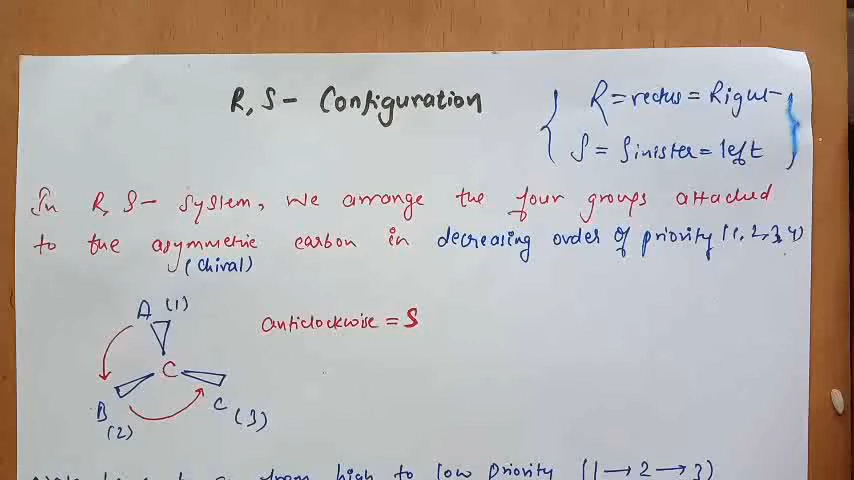 R, S- Configuration
R = rectus = Right
S = Sinister = left
In R, S- system, we arrange the four groups attached
to the asymmetric carbon in decreasing order of priority (1, 2, 3, 4)
(chiral)
A (1)
anticlockwise = S
C
B
(2)
C (3)
from high to low priority (1 → 2 → 3)